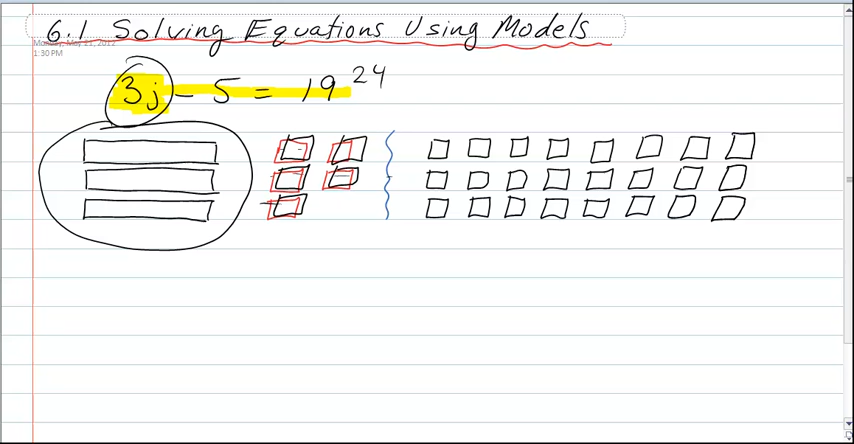 6.1 Solving Equations Using Models
Monday, May 21, 2012
1:30 PM
3j - 5 = 19 24